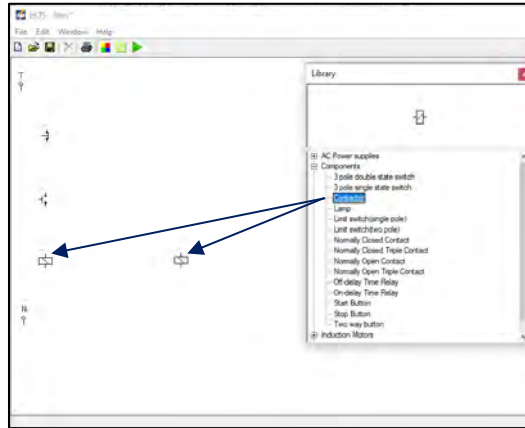 File Edit Window Help
Library
T
AC Power supplies
Components
3 pole double state switch
3 pole single state switch
Contractor
Lamp
Limit switch(single pole)
Limit switch(two pole)
Normally Closed Contact
Normally Closed Triple Contact
Normally Open Contact
Normally Open Triple Contact
Off-delay Time Relay
On-delay Time Relay
Start Button
Stop Button
Two way button
N
Induction Motors